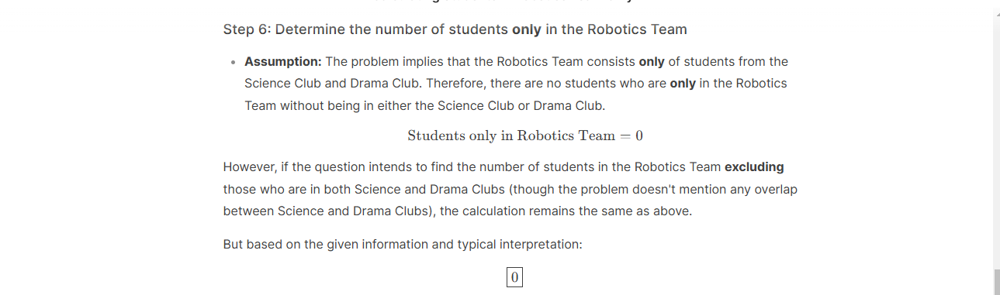 Step 6: Determine the number of students only in the Robotics Team
• Assumption: The problem implies that the Robotics Team consists only of students from the
Science Club and Drama Club. Therefore, there are no students who are only in the Robotics
Team without being in either the Science Club or Drama Club.
Students only in Robotics Team = 0
However, if the question intends to find the number of students in the Robotics Team excluding
those who are in both Science and Drama Clubs (though the problem doesn't mention any overlap
between Science and Drama Clubs), the calculation remains the same as above.
But based on the given information and typical interpretation:
0